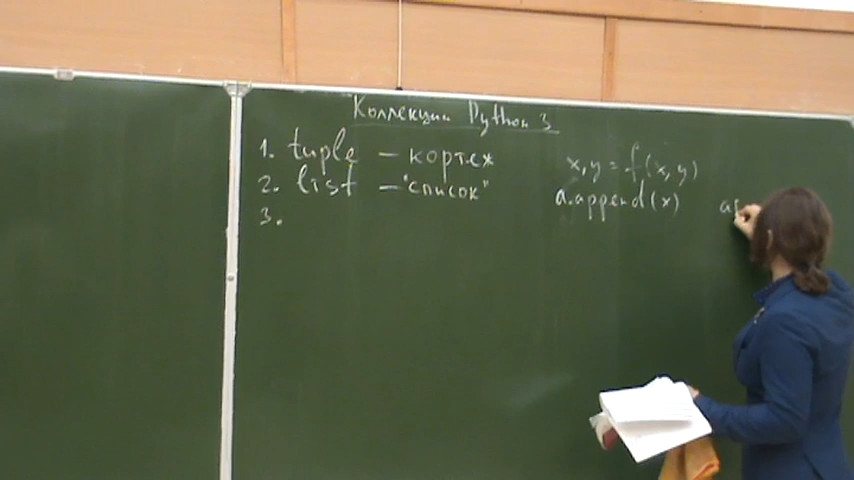 Коллекции Python 3
1. tuple – кортеж x,y = f(x,y)
2. list – "список" a.append(x)
3.